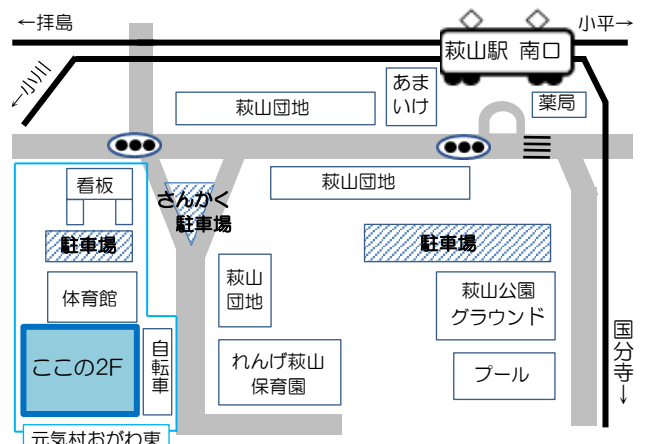 ←拝島
小平→
萩山駅 南口
←小川
あま
いけ
萩山団地
薬局
看板
さんかく
駐車場
萩山団地
駐車場
駐車場
体育館
萩山
団地
萩山公園
グラウンド
ここの2F
自転車
れんげ萩山
保育園
プール
国分寺→
元気村おがわ東